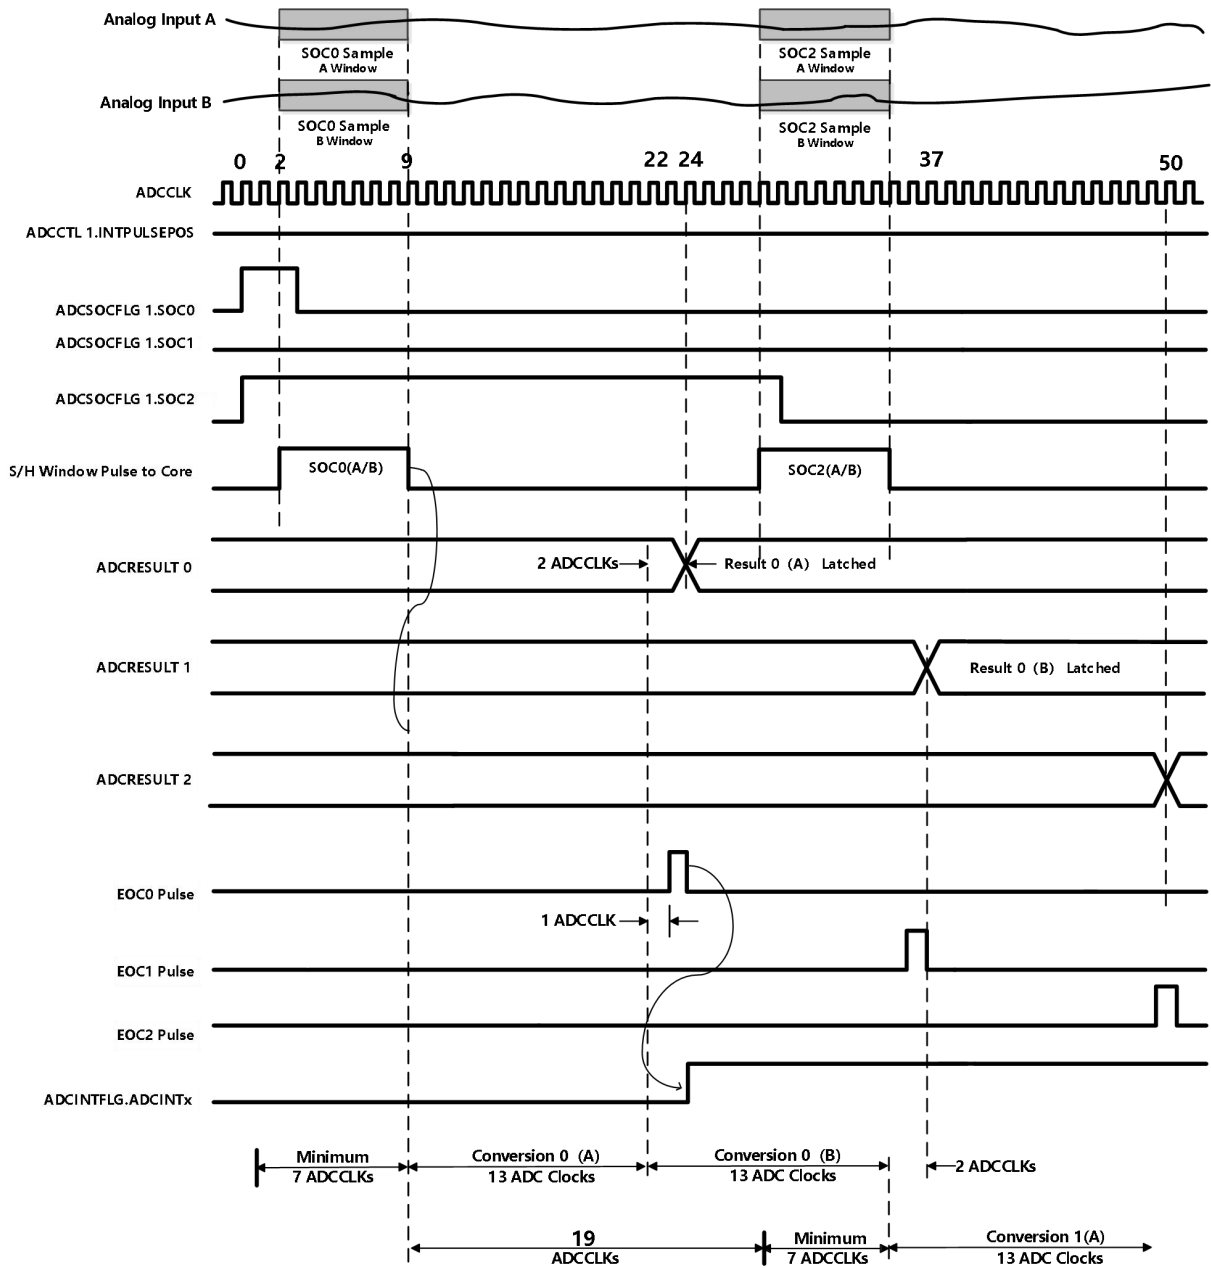 Analog Input A
SOC0 Sample
A Window
SOC2 Sample
A Window
Analog Input B
SOC0 Sample
B Window
SOC2 Sample
B Window
0 2 9 22 24 37 50
ADCCLK
ADCCTL 1.INTPULSEPOS
ADCSOCFLG 1.SOC0
ADCSOCFLG 1.SOC1
ADCSOCFLG 1.SOC2
S/H Window Pulse to Core
SOC0(A/B)
SOC2(A/B)
ADCRESULT 0
2 ADCCLKs
Result 0 (A) Latched
ADCRESULT 1
Result 0 (B) Latched
ADCRESULT 2
EOC0 Pulse
1 ADCCLK
EOC1 Pulse
EOC2 Pulse
ADCINTFLG.ADCINTx
Minimum
7 ADCCLKs
Conversion 0 (A)
13 ADC Clocks
Conversion 0 (B)
13 ADC Clocks
2 ADCCLKs
19
ADCCLKs
Minimum
7 ADCCLKs
Conversion 1(A)
13 ADC Clocks